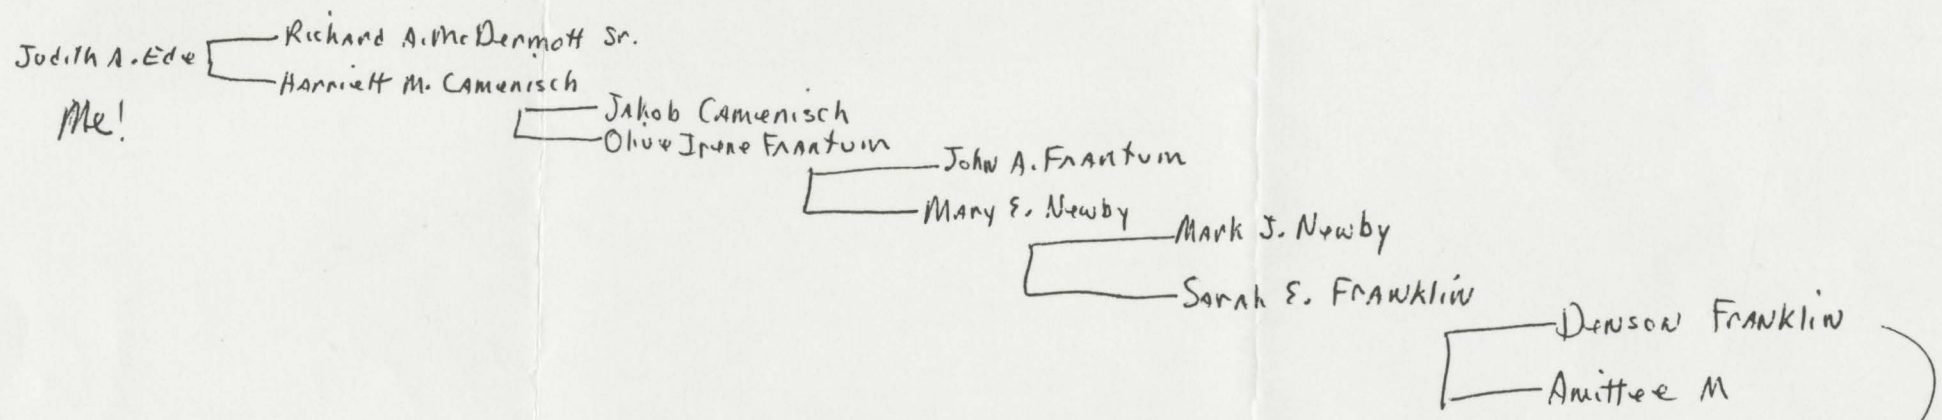 Richard A. McDermott Sr.
Judith A. Ede
Harriett M. Camenisch
Me!
Jakob Camenisch
Olive Irene Frantum
John A. Frantum
Mary E. Newby
Mark J. Newby
Sarah E. Franklin
Denson Franklin
Amittee M